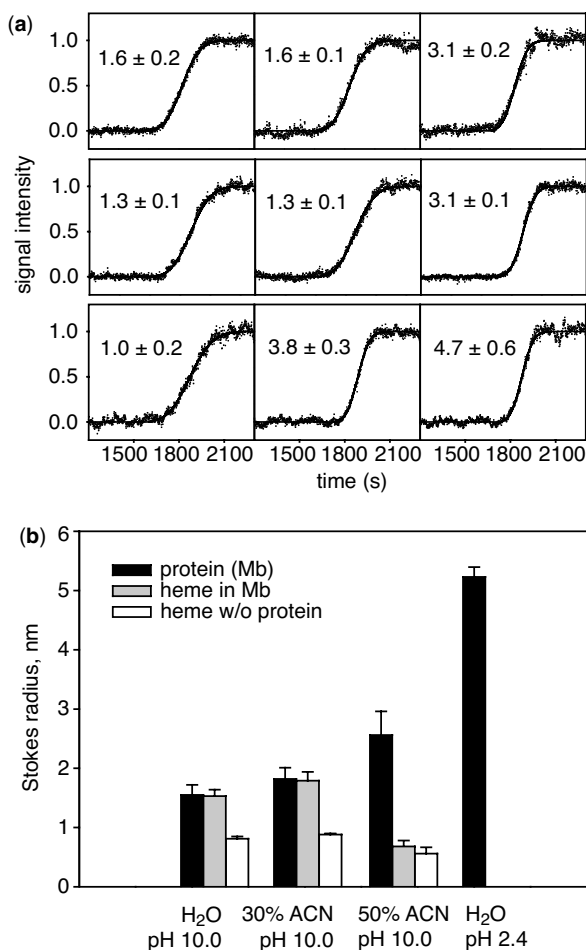 (a)
1.0
0.5
0.0
1.6 ± 0.2
1.6 ± 0.1
3.1 ± 0.2
signal intensity
1.0
0.5
0.0
1.3 ± 0.1
1.3 ± 0.1
3.1 ± 0.1
1.0
0.5
0.0
1.0 ± 0.2
3.8 ± 0.3
4.7 ± 0.6
1500 1800 2100 1500 1800 2100 1500 1800 2100
time (s)
(b)
6
5
4
3
2
1
0
Stokes radius, nm
protein (Mb)
heme in Mb
heme w/o protein
H₂O 30% ACN 50% ACN H₂O
pH 10.0 pH 10.0 pH 10.0 pH 2.4